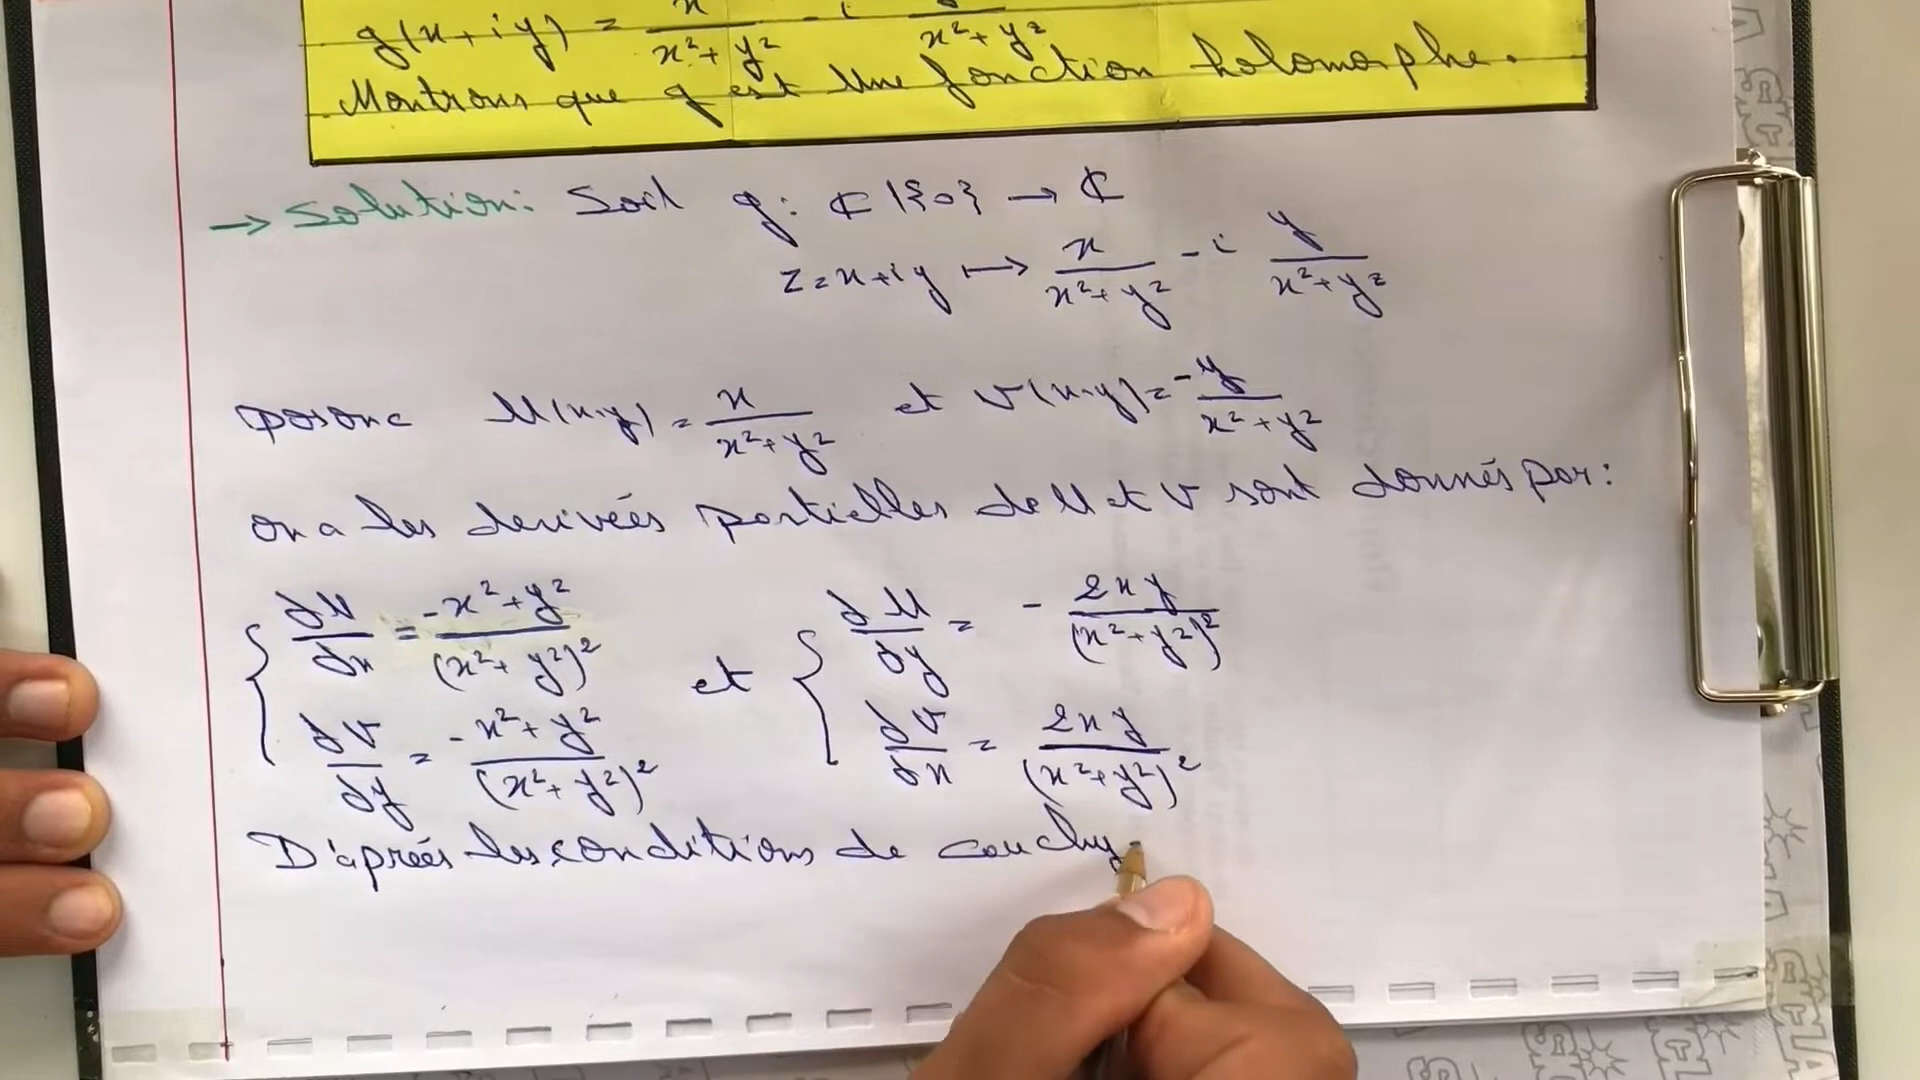 g(x+iy) = x/(x²+y²) - i y/(x²+y²)
Montrons que g est une fonction holomorphe.
→ Solution: Soit g: ℂ\{0} → ℂ
z = x+iy ↦ x/(x²+y²) - i y/(x²+y²)
posons U(x,y) = x/(x²+y²) et V(x,y) = -y/(x²+y²)
on a les derivées partielles de U et V sont donnés par:
{ ∂U/∂x = (-x²+y²)/(x²+y²)² et { ∂U/∂y = - 2xy/(x²+y²)²
∂V/∂y = (-x²+y²)/(x²+y²)² ∂V/∂x = 2xy/(x²+y²)²
D'aprées les conditions de cauchy-